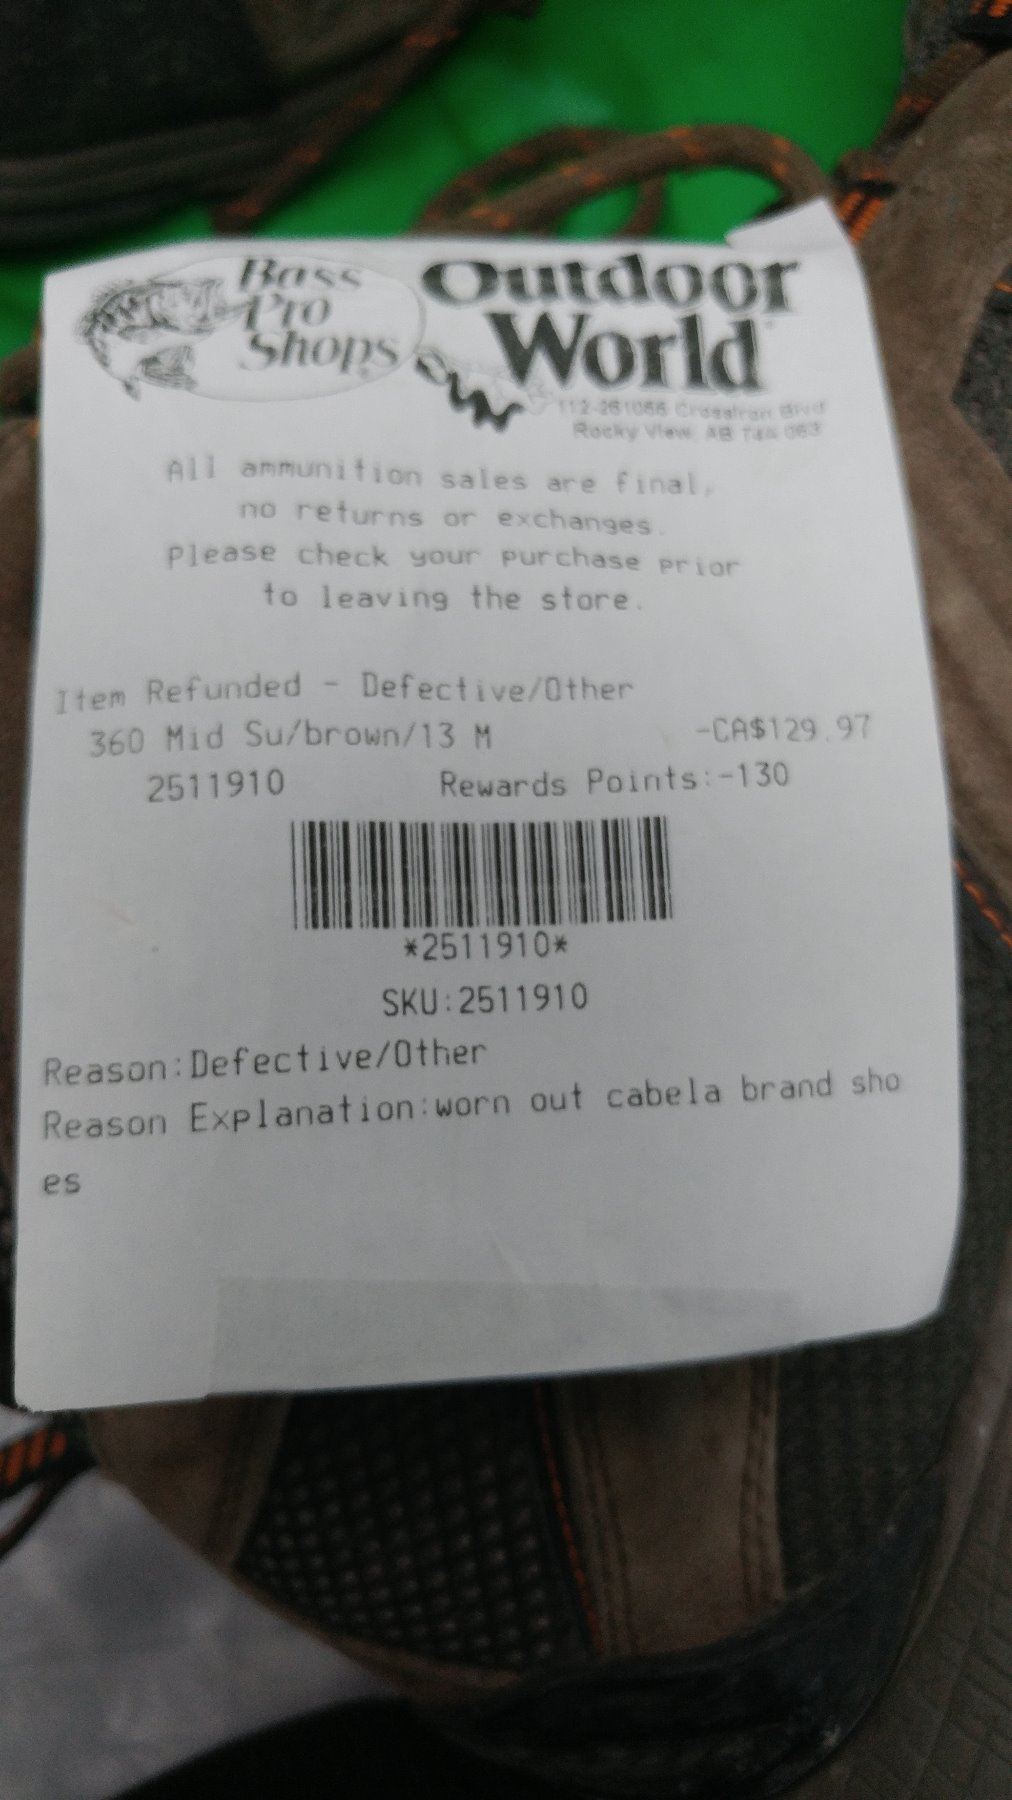 Bass
Pro
Shops
Outdoor
World
Crossiron Blvd
Rocky View, AB
All ammunition sales are final,
no returns or exchanges.
Please check your purchase prior
to leaving the store.
Item Refunded - Defective/Other
360 Mid Su/brown/13 M -CA$129.97
2511910 Rewards Points:-130
*2511910*
SKU:2511910
Reason:Defective/Other
Reason Explanation:worn out cabela brand sho
es